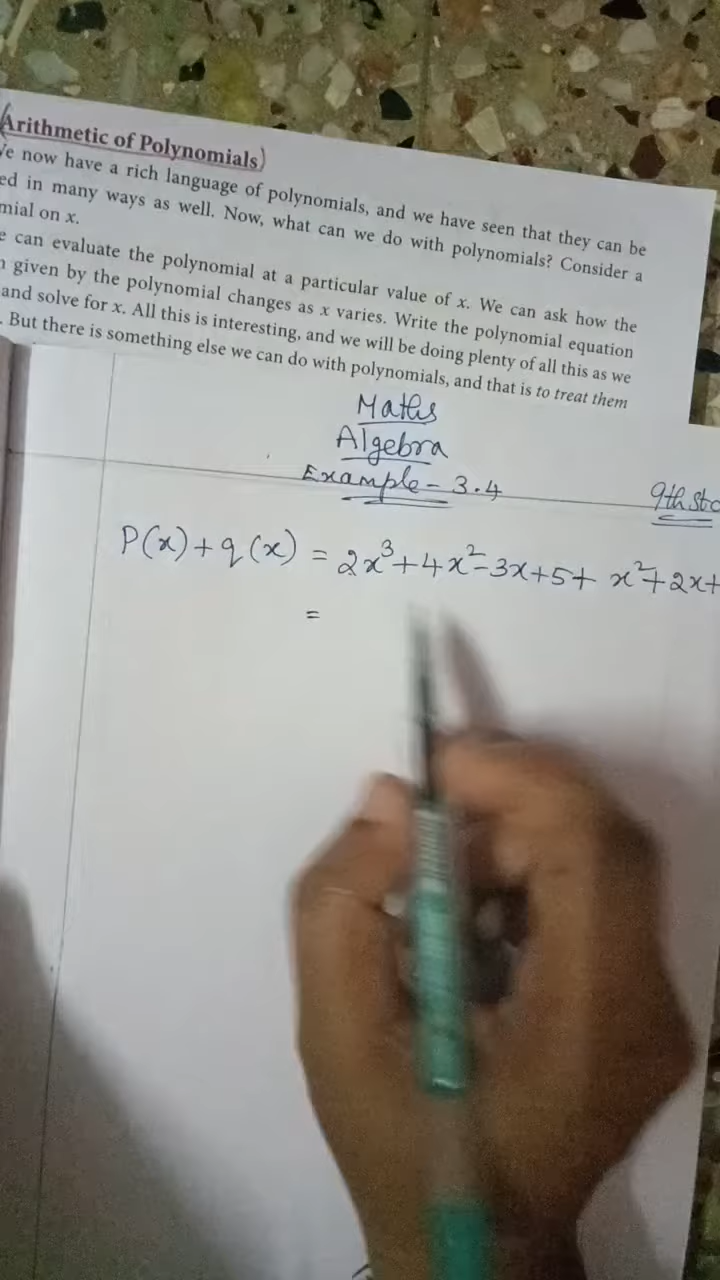 Arithmetic of Polynomials)
We now have a rich language of polynomials, and we have seen that they can be
ed in many ways as well. Now, what can we do with polynomials? Consider a
mial on x.
e can evaluate the polynomial at a particular value of x. We can ask how the
n given by the polynomial changes as x varies. Write the polynomial equation
and solve for x. All this is interesting, and we will be doing plenty of all this as we
. But there is something else we can do with polynomials, and that is to treat them
Maths
Algebra
Example - 3.4
9th Std
P(x) + q(x) = 2x³ + 4x² - 3x + 5 + x² + 2x +
=